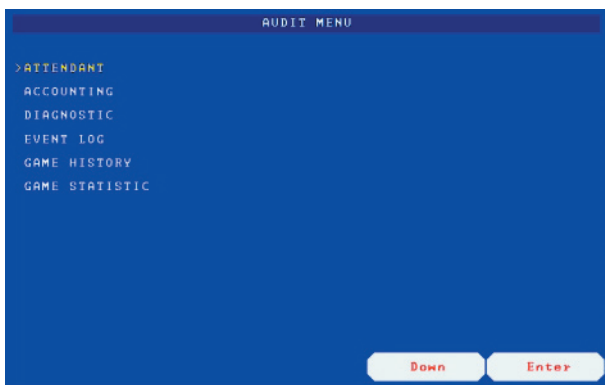 AUDIT MENU
>ATTENDANT
ACCOUNTING
DIAGNOSTIC
EVENT LOG
GAME HISTORY
GAME STATISTIC
Down Enter